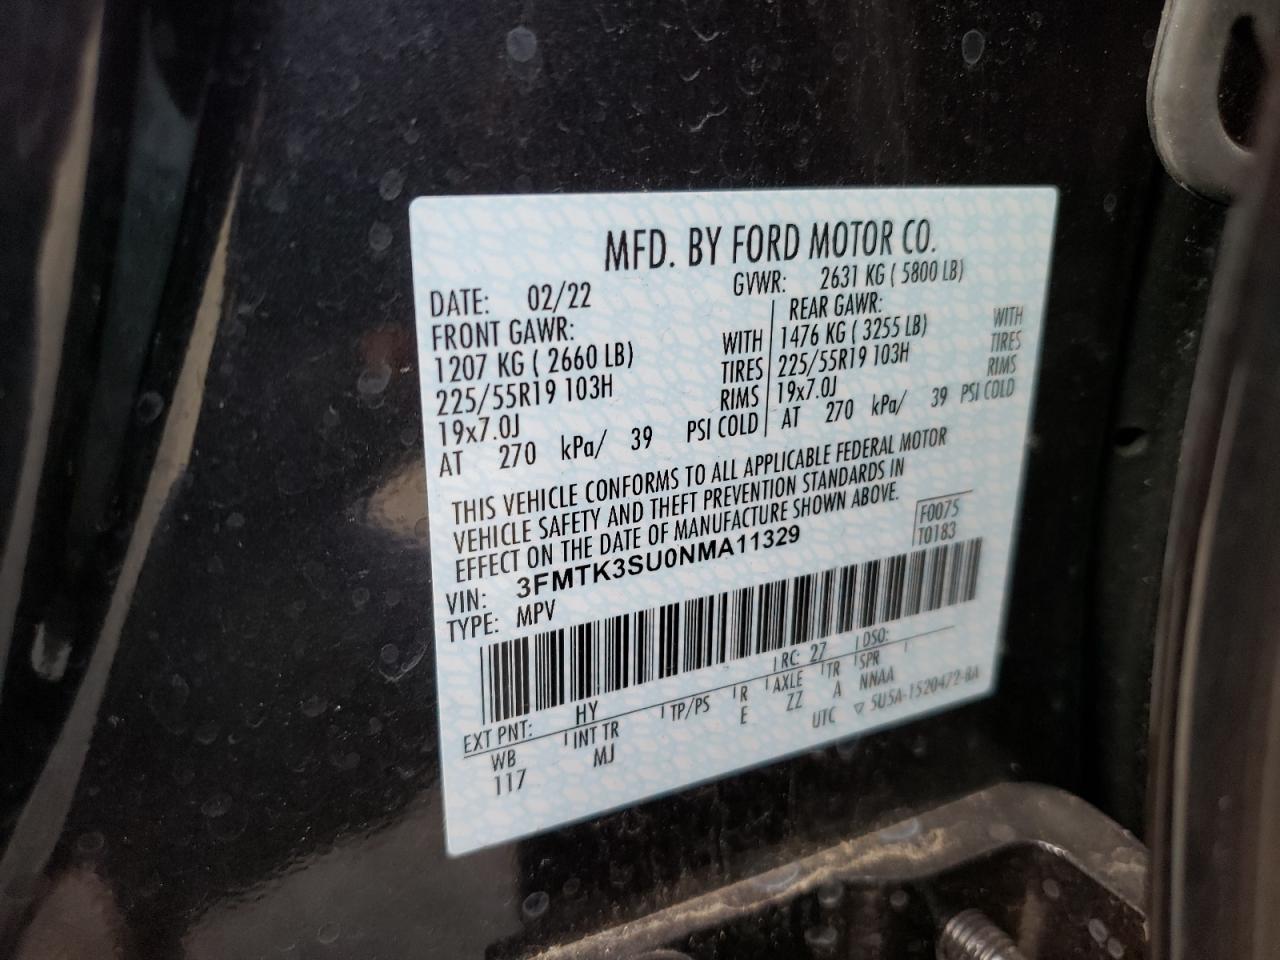 MFD. BY FORD MOTOR CO.
DATE: 02/22 GVWR: 2631 KG ( 5800 LB)
FRONT GAWR: REAR GAWR:
1207 KG ( 2660 LB) WITH 1476 KG ( 3255 LB) WITH
225/55R19 103H TIRES 225/55R19 103H TIRES
19x7.0J RIMS 19x7.0J RIMS
AT 270 kPa/ 39 PSI COLD AT 270 kPa/ 39 PSI COLD
THIS VEHICLE CONFORMS TO ALL APPLICABLE FEDERAL MOTOR
VEHICLE SAFETY AND THEFT PREVENTION STANDARDS IN
EFFECT ON THE DATE OF MANUFACTURE SHOWN ABOVE.
F0075
T0183
VIN: 3FMTK3SU0NMA11329
TYPE: MPV
EXT PNT: HY RC: 27 DSO:
WB INT TR TP/PS R AXLE TR SPR
117 MJ E ZZ A NNAA
UTC ▽ 5U5A-1520472-BA